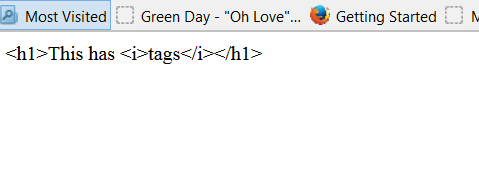 Most Visited Green Day - "Oh Love"... Getting Started
<h1>This has <i>tags</i></h1>